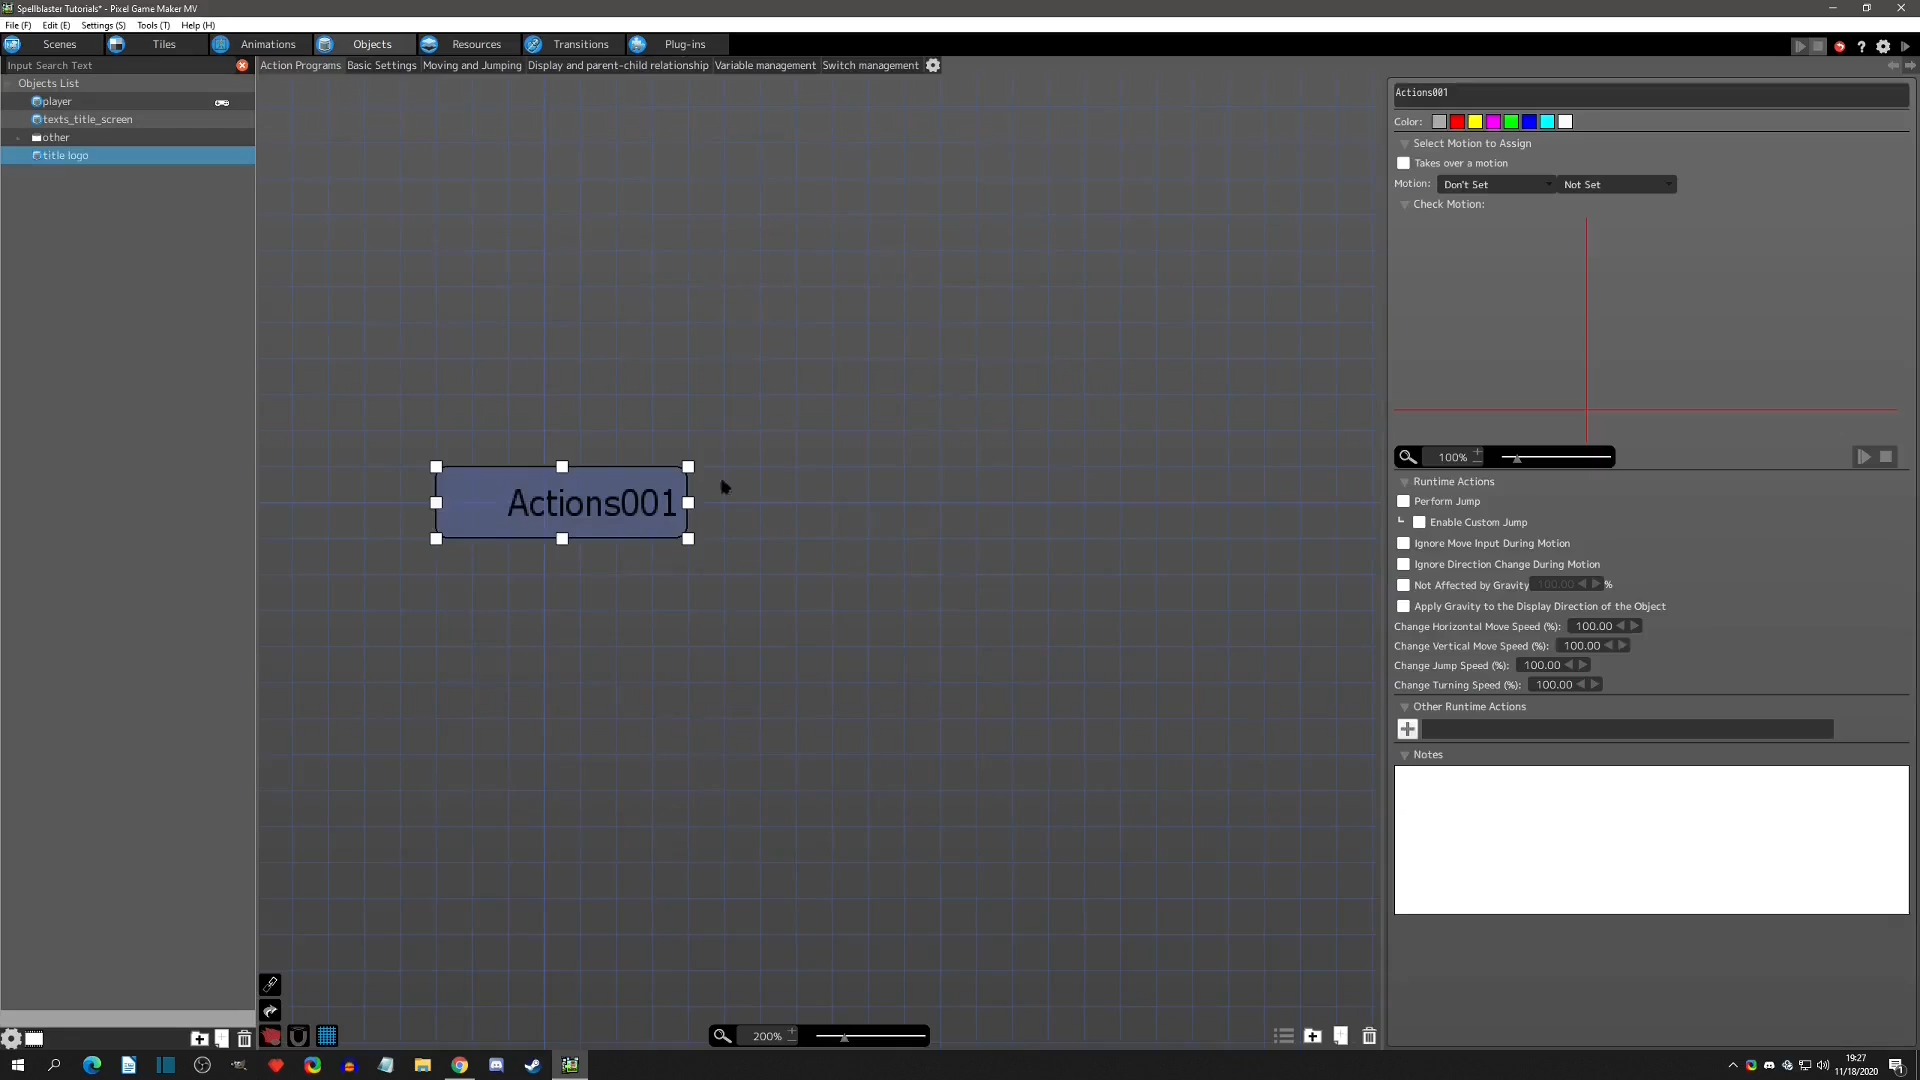 Spellblaster Tutorials* - Pixel Game Maker MV
File (F) Edit (E) Settings (S) Tools (T) Help (H)
Scenes Tiles Animations Objects Resources Transitions Plug-ins
Input Search Text
Action Programs Basic Settings Moving and Jumping Display and parent-child relationship Variable management Switch management
Objects List
player
texts_title_screen
other
title logo
Actions001
Actions001
Color:
Select Motion to Assign
Takes over a motion
Motion: Don't Set Not Set
Check Motion:
100%
Runtime Actions
Perform Jump
Enable Custom Jump
Ignore Move Input During Motion
Ignore Direction Change During Motion
Not Affected by Gravity 100.00 %
Apply Gravity to the Display Direction of the Object
Change Horizontal Move Speed (%): 100.00
Change Vertical Move Speed (%): 100.00
Change Jump Speed (%): 100.00
Change Turning Speed (%): 100.00
Other Runtime Actions
Notes
200%
19:27
11/18/2020